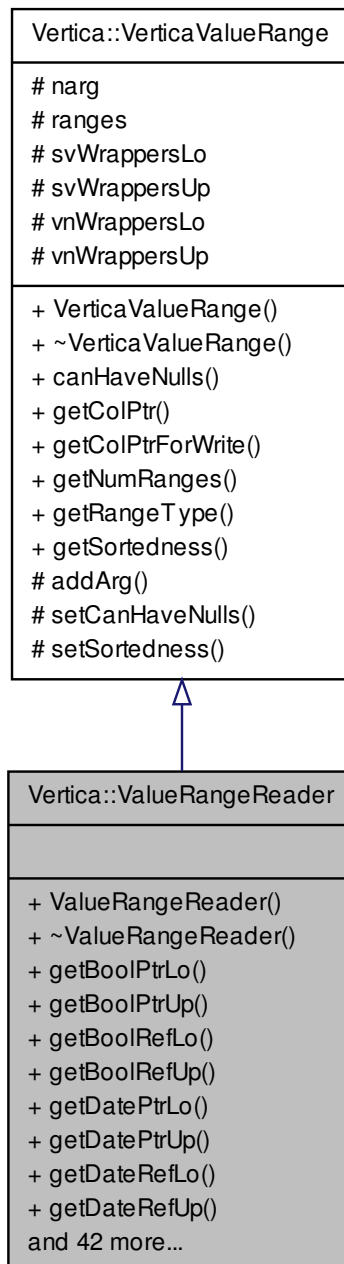 Vertica::VerticaValueRange
# narg
# ranges
# svWrappersLo
# svWrappersUp
# vnWrappersLo
# vnWrappersUp
+ VerticaValueRange()
+ ~VerticaValueRange()
+ canHaveNulls()
+ getColPtr()
+ getColPtrForWrite()
+ getNumRanges()
+ getRangeType()
+ getSortedness()
# addArg()
# setCanHaveNulls()
# setSortedness()
Vertica::ValueRangeReader
+ ValueRangeReader()
+ ~ValueRangeReader()
+ getBoolPtrLo()
+ getBoolPtrUp()
+ getBoolRefLo()
+ getBoolRefUp()
+ getDatePtrLo()
+ getDatePtrUp()
+ getDateRefLo()
+ getDateRefUp()
and 42 more...